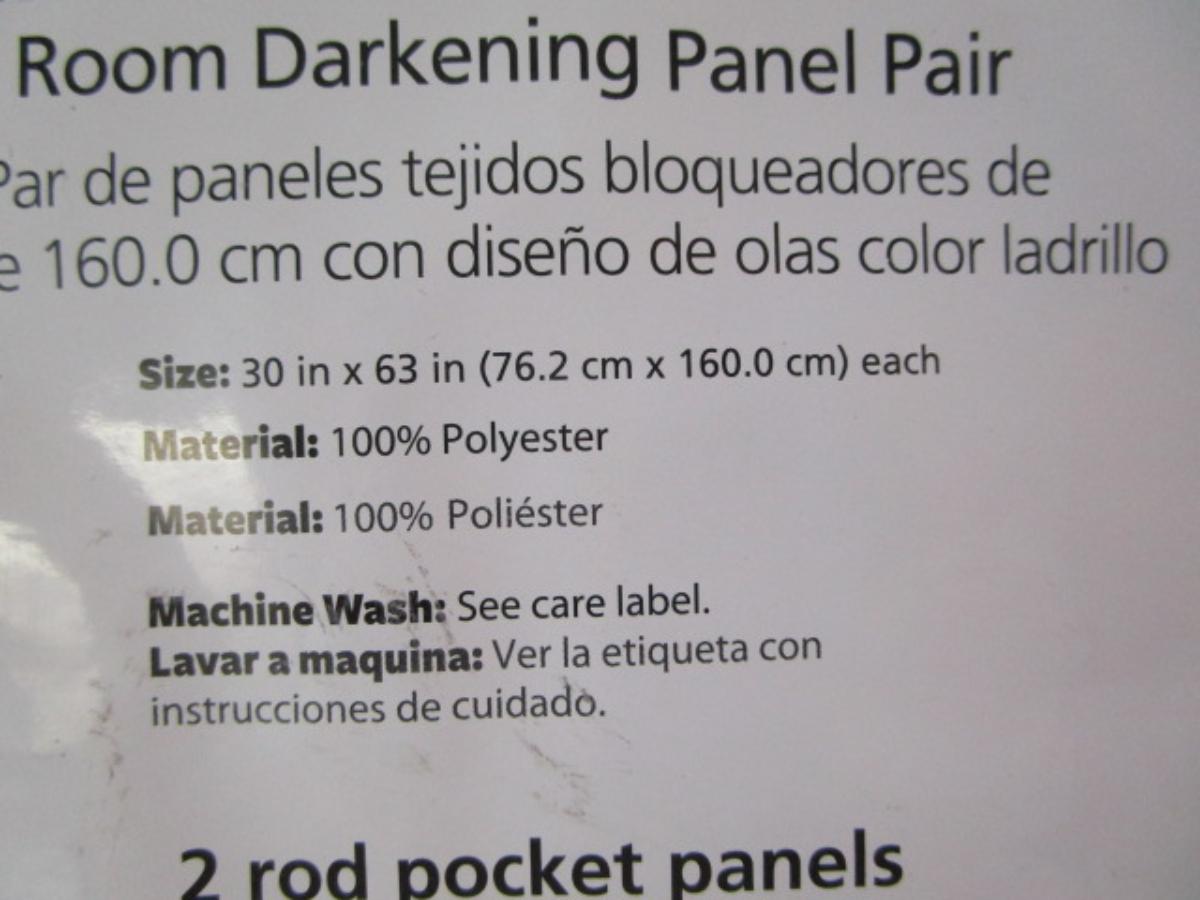 Room Darkening Panel Pair
Par de paneles tejidos bloqueadores de
e 160.0 cm con diseño de olas color ladrillo
Size: 30 in x 63 in (76.2 cm x 160.0 cm) each
Material: 100% Polyester
Material: 100% Poliéster
Machine Wash: See care label.
Lavar a maquina: Ver la etiqueta con
instrucciones de cuidado.
2 rod pocket panels